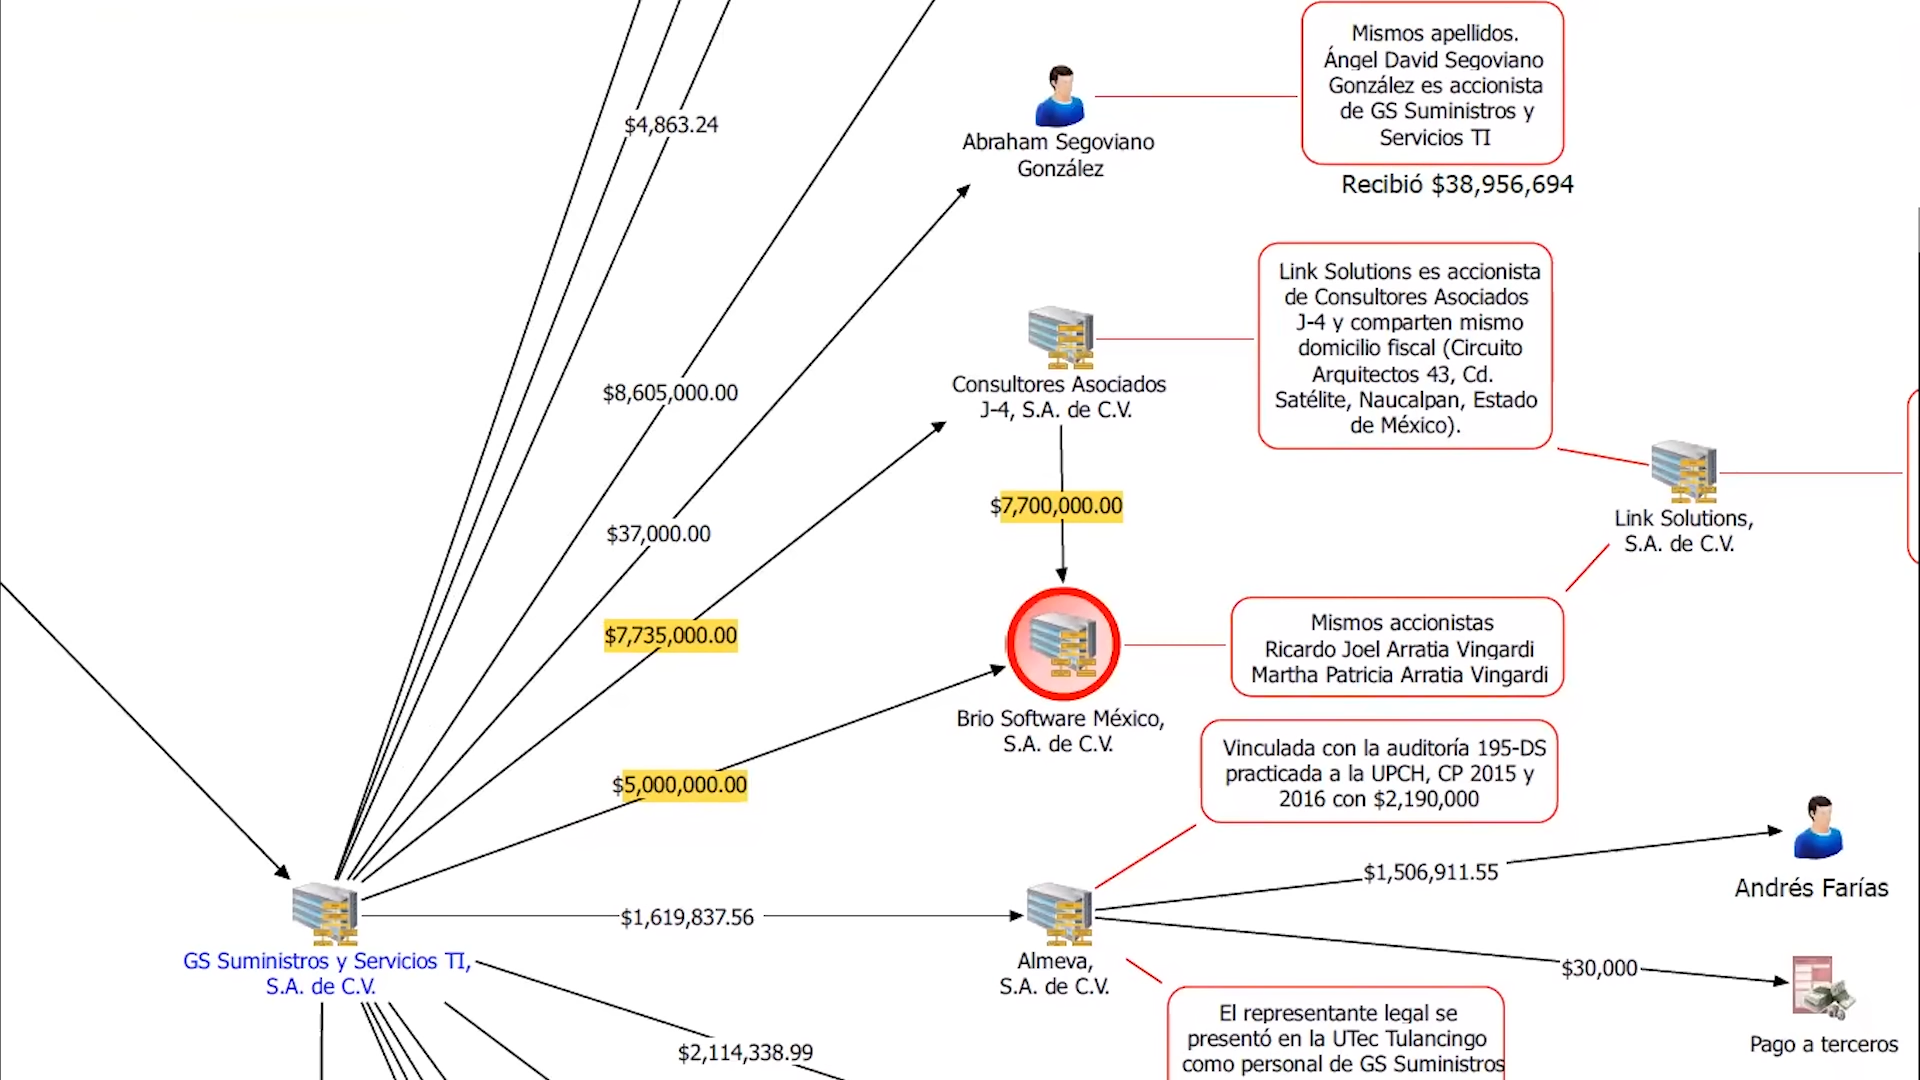 Mismos apellidos.
Ángel David Segoviano
González es accionista
de GS Suministros y
Servicios TI
$4,863.24
Abraham Segoviano
González
Recibió $38,956,694
Link Solutions es accionista
de Consultores Asociados
J-4 y comparten mismo
domicilio fiscal (Circuito
Arquitectos 43, Cd.
Satélite, Naucalpan, Estado
de México).
$8,605,000.00
Consultores Asociados
J-4, S.A. de C.V.
$7,700,000.00
$37,000.00
Link Solutions,
S.A. de C.V.
$7,735,000.00
Mismos accionistas
Ricardo Joel Arratia Vingardi
Martha Patricia Arratia Vingardi
Brio Software México,
S.A. de C.V.
$5,000,000.00
Vinculada con la auditoría 195-DS
practicada a la UPCH, CP 2015 y
2016 con $2,190,000
$1,506,911.55
Andrés Farías
$1,619,837.56
GS Suministros y Servicios TI,
S.A. de C.V.
Almeva,
S.A. de C.V.
$30,000
Pago a terceros
El representante legal se
presentó en la UTec Tulancingo
como personal de GS Suministros
$2,114,338.99